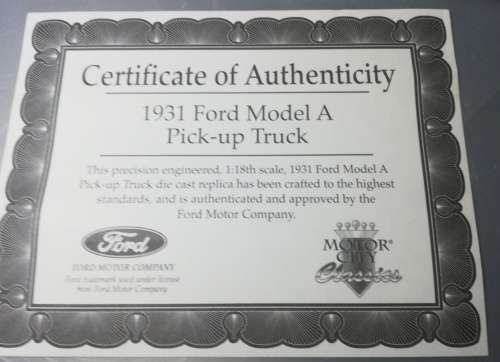 Certificate of Authenticity
1931 Ford Model A
Pick-up Truck
This precision engineered, 1:18th scale, 1931 Ford Model A
Pick-up Truck die cast replica has been crafted to the highest
standards, and is authenticated and approved by the
Ford Motor Company.
Ford
FORD MOTOR COMPANY
Ford trademark used under license
from Ford Motor Company
MOTOR®
CITY
Classics